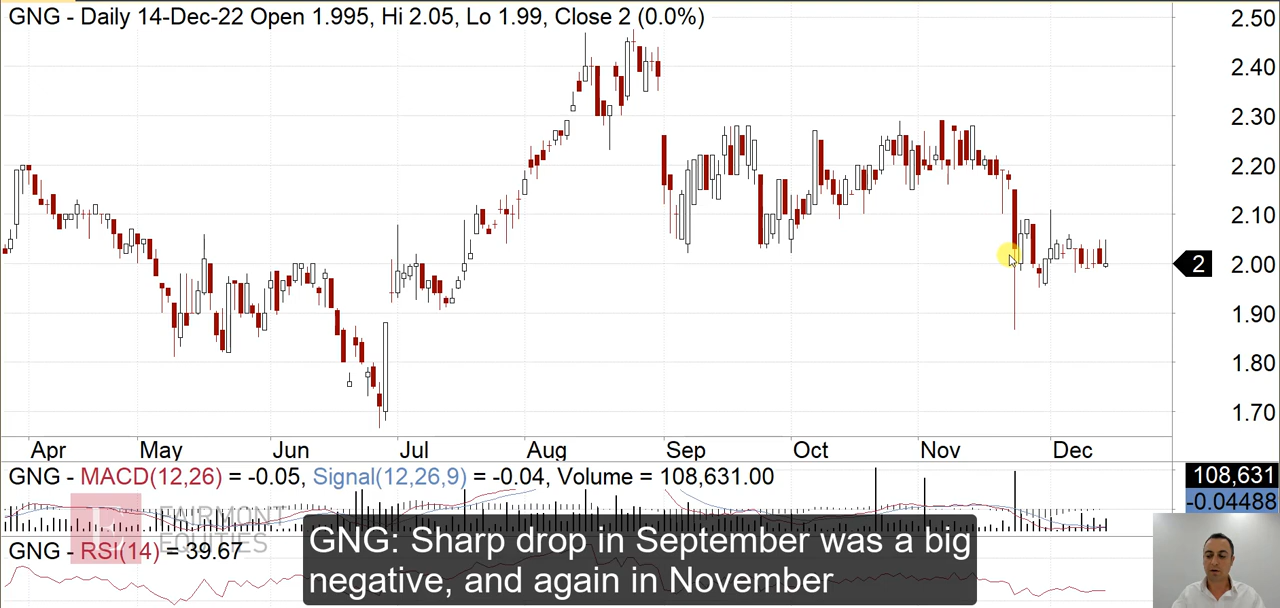 GNG - Daily 14-Dec-22 Open 1.995, Hi 2.05, Lo 1.99, Close 2 (0.0%)
2.50
2.40
2.30
2.20
2.10
2.00
2
1.90
1.80
1.70
Apr May Jun Jul Aug Sep Oct Nov Dec
GNG - MACD(12,26) = -0.05, Signal(12,26,9) = -0.04, Volume = 108,631.00
108,631
-0.04488
FAIRMONT
EQUITIES
GNG - RSI(14) = 39.67
GNG: Sharp drop in September was a big
negative, and again in November